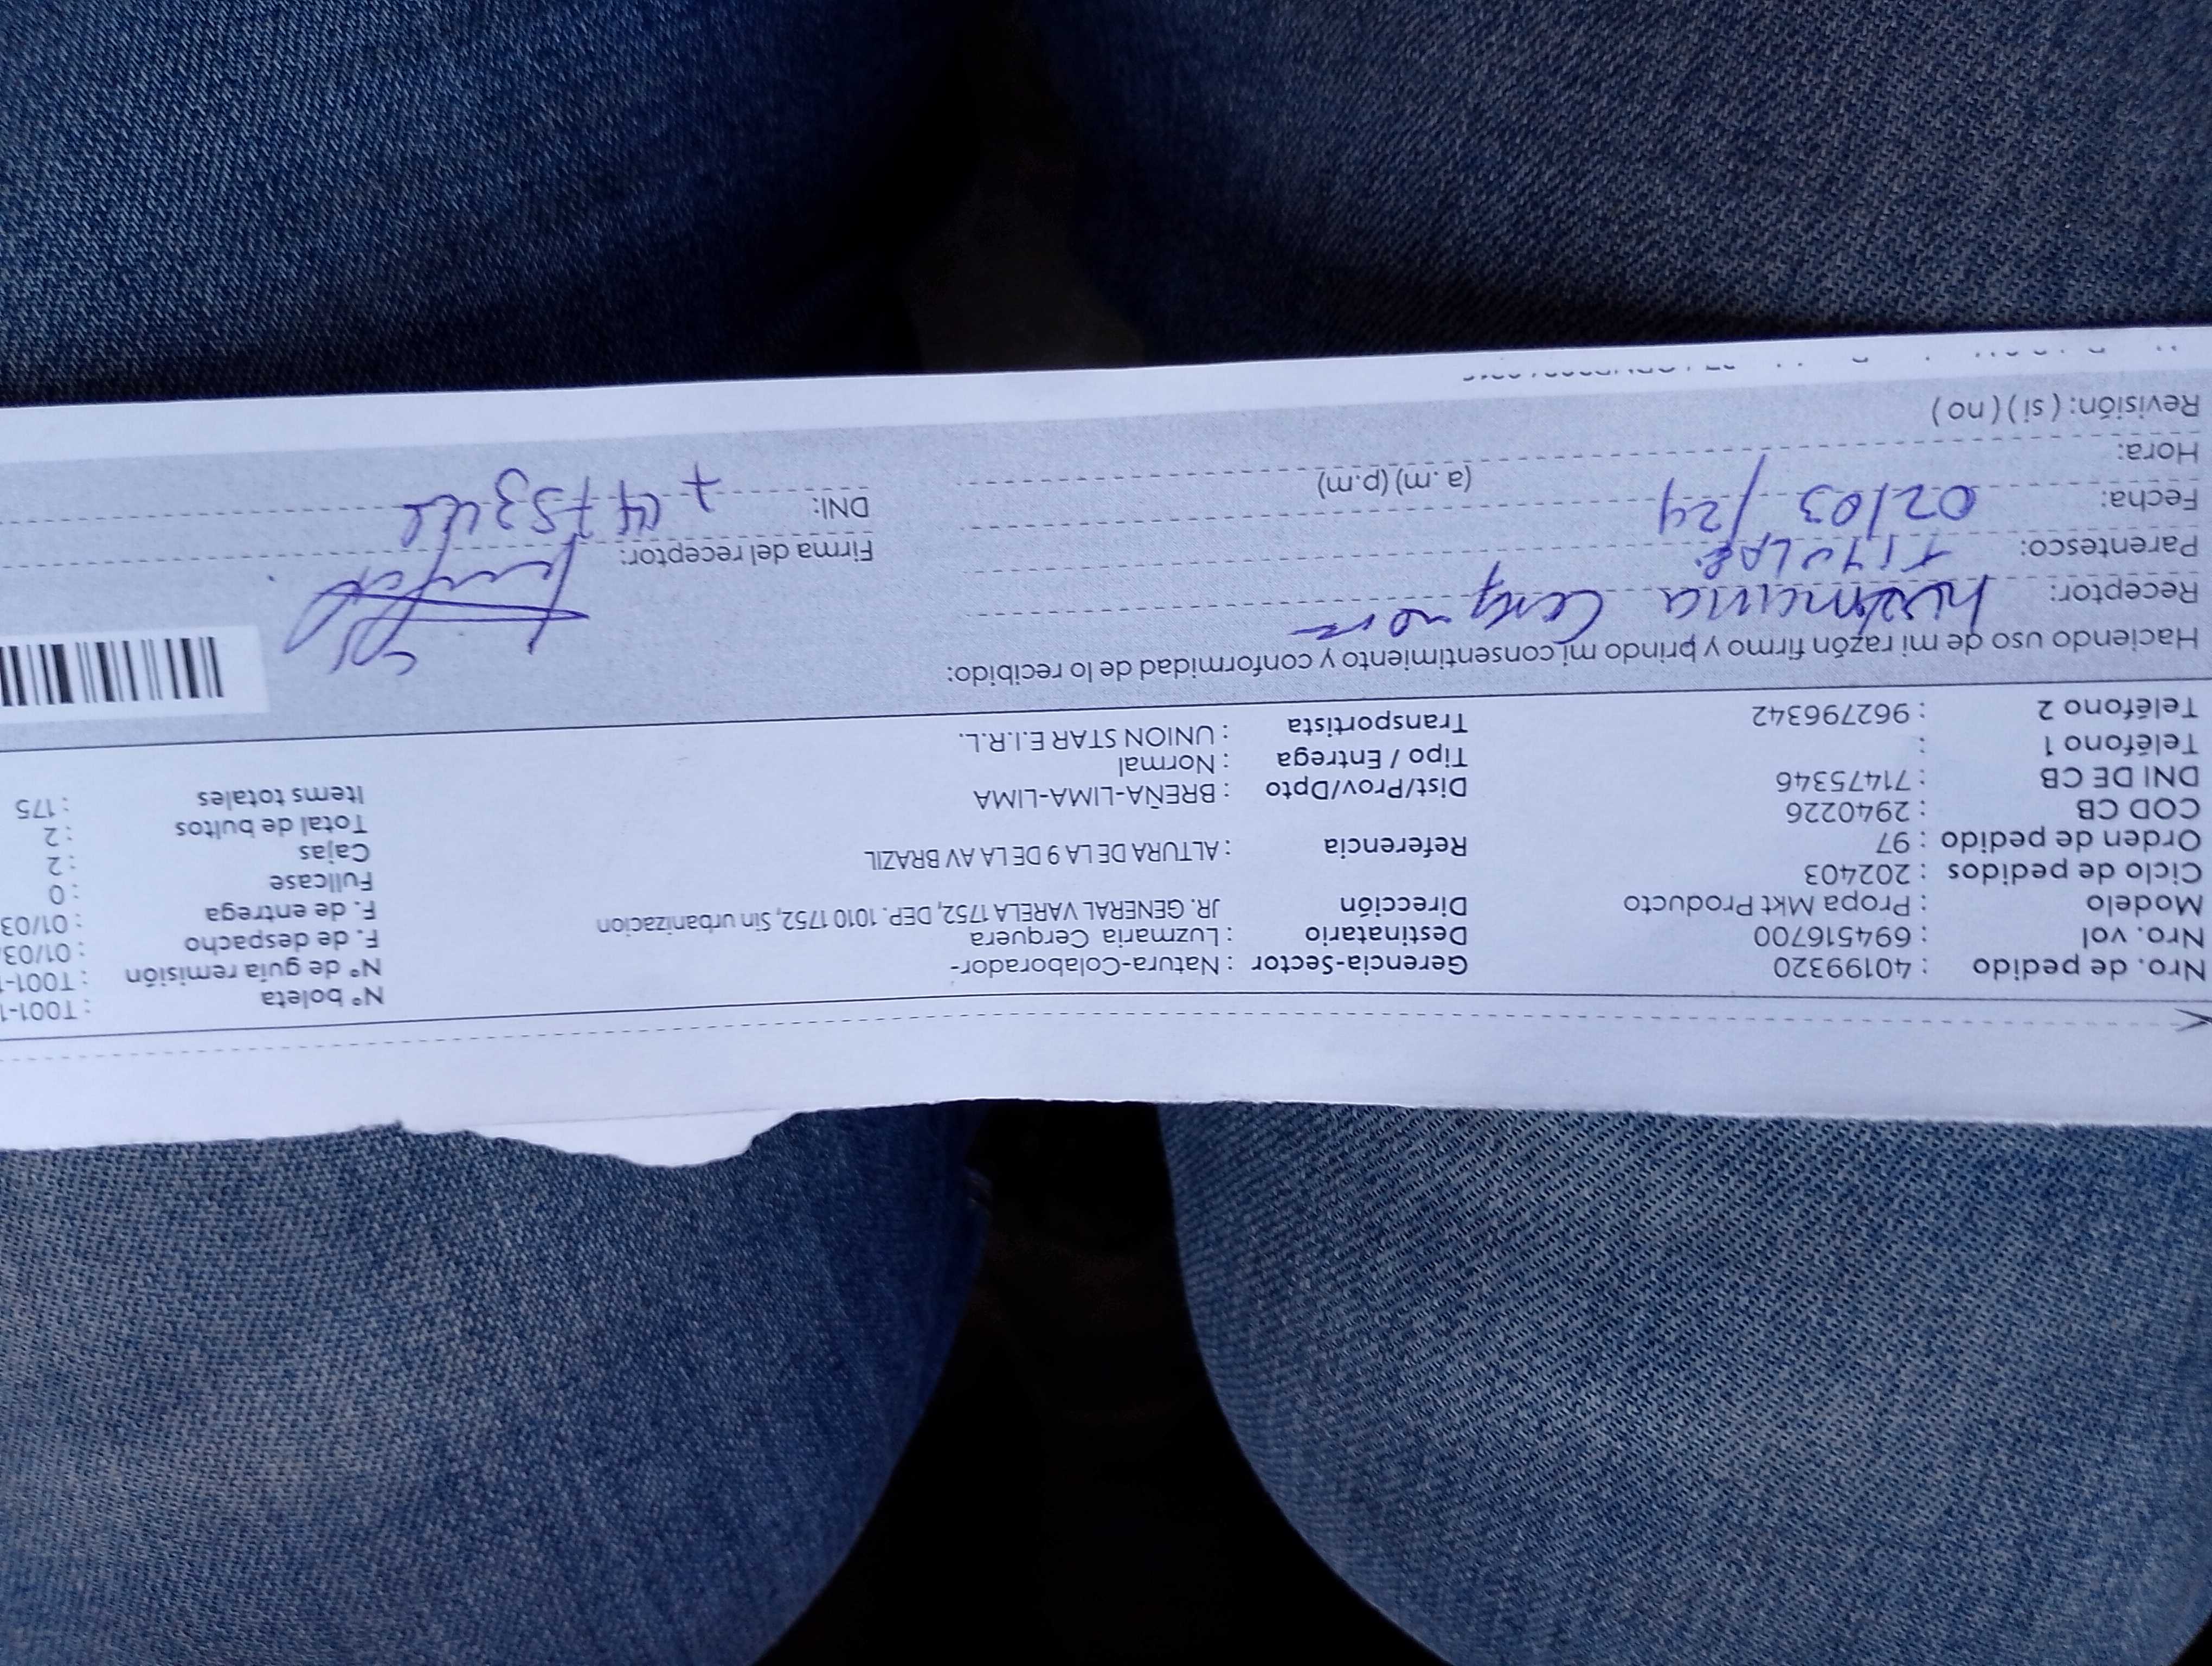 Nro. de pedido : 40199320
Nro. vol : 694516700
Modelo : Propa Mkt Producto
Ciclo de pedidos : 202403
Orden de pedido : 97
COD CB : 2940226
DNI DE CB : 71475346
Teléfono 1 :
Teléfono 2 : 962796342
Gerencia-Sector : Natura-Colaborador-
Destinatario : Luzmaria Cerquera
Dirección JR. GENERAL VARELA 1752, DEP. 1010 1752, Sin urbanizacion
Referencia : ALTURA DE LA 9 DE LA AV BRAZIL
Dist/Prov/Dpto : BREÑA-LIMA-LIMA
Tipo / Entrega : Normal
Transportista : UNION STAR E.I.R.L.
N° boleta : T001-1
N° de guía remisión : T001-1
F. de despacho : 01/03/
F. de entrega : 01/03
Fullcase : 0
Cajas : 2
Total de bultos : 2
Items totales : 175
Haciendo uso de mi razón firmo y brindo mi consentimiento y conformidad de lo recibido:
Receptor: Luzmaria
Parentesco: TITULAR
Fecha: 02/03/24
Hora: (a.m) (p.m)
Revisión: ( si ) ( no )
Firma del receptor:
DNI: